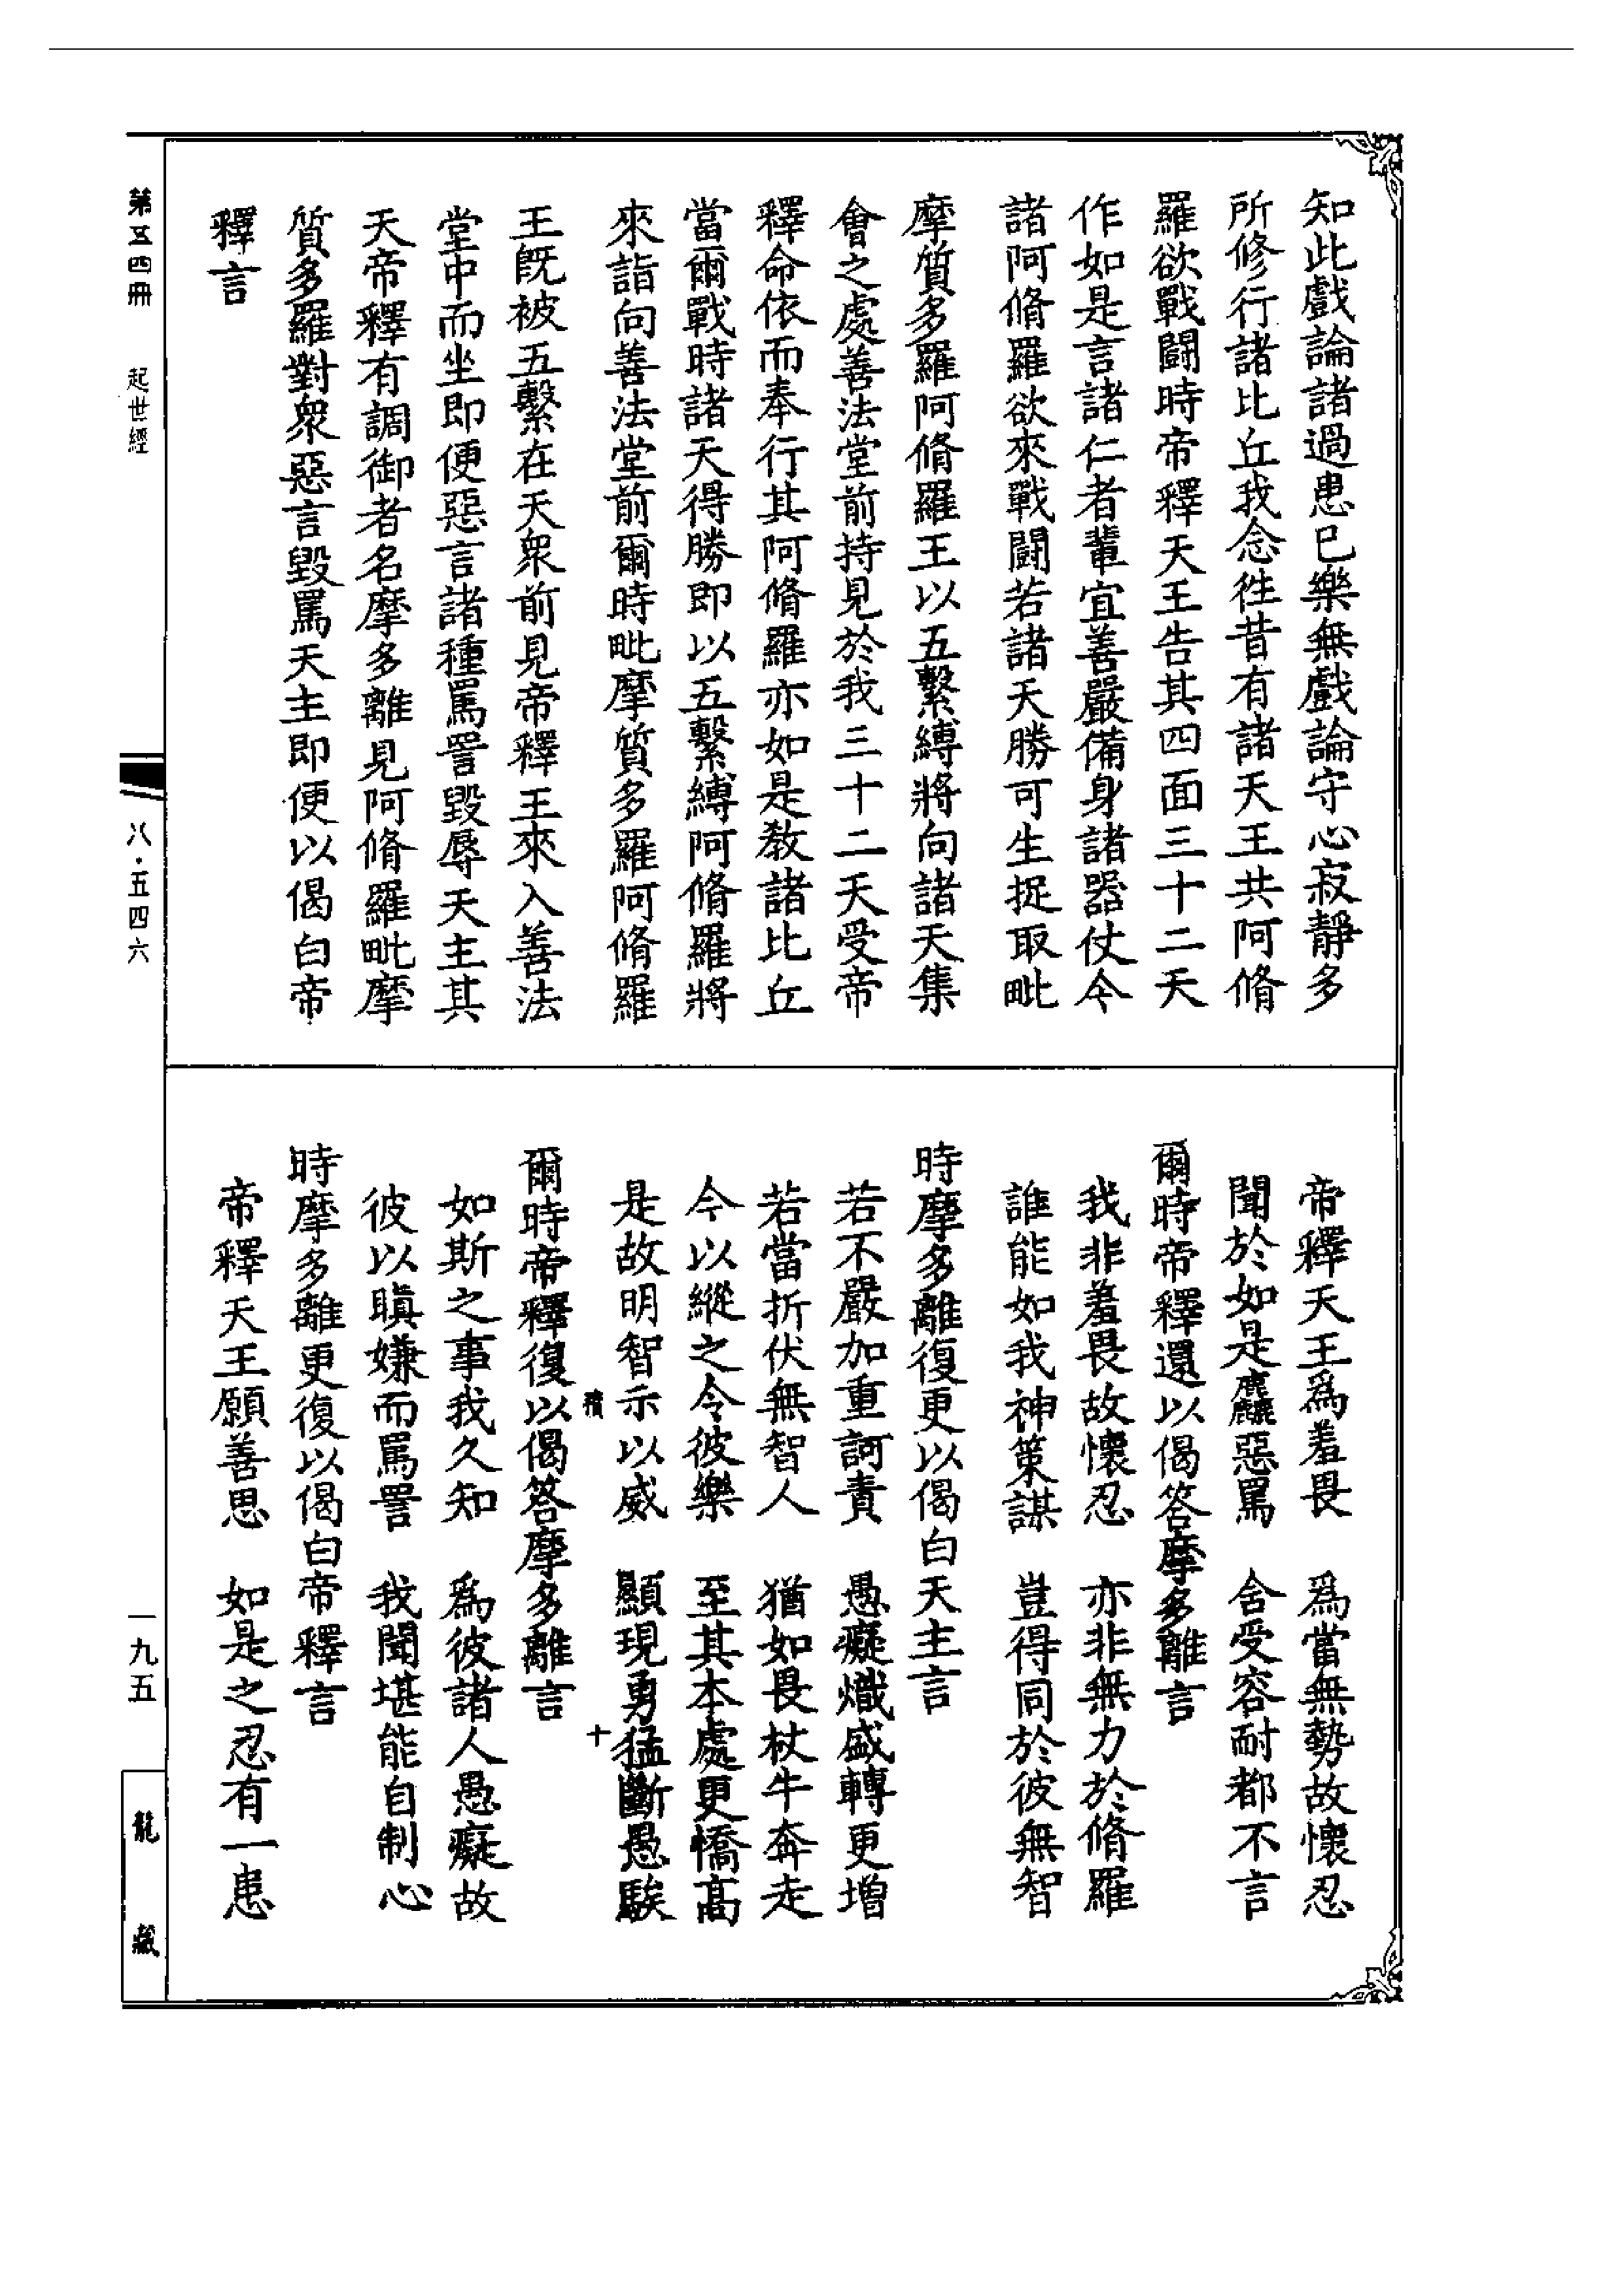 知此戲論諸過患已樂無戲論守心寂靜多
所修行諸比丘我念往昔有諸天王共阿脩
羅欲戰鬪時帝釋天王告其四面三十二天
作如是言諸仁者輩宜善嚴備身諸器仗今
諸阿脩羅欲來戰鬪若諸天勝可生捉取毗
摩質多羅阿脩羅王以五繫縛將向諸天集
會之處善法堂前持見於我三十二天受帝
釋命依而奉行其阿脩羅亦如是教諸比丘
當爾戰時諸天得勝即以五繫縛阿脩羅將
來詣向善法堂前爾時毗摩質多羅阿脩羅
王旣被五繫在天衆前見帝釋王來入善法
堂中而坐即便惡言諸種罵詈毀辱天主其
天帝釋有調御者名摩多離見阿脩羅毗摩
質多羅對衆惡言毀罵天主即便以偈白帝
釋言
帝釋天王爲羞畏　爲當無勢故懷忍
聞於如是麤惡罵　含受容耐都不言
爾時帝釋還以偈答摩多離言
我非羞畏故懷忍　亦非無力於脩羅
誰能如我神策謀　豈得同於彼無智
時摩多離復更以偈白天主言
若不嚴加重訶責　愚癡熾盛轉更增
若當折伏無智人　猶如畏杖牛奔走
今以縱之令彼樂　至其本處更憍高
是故明智示以威　顯現勇猛斷愚騃
積　十
爾時帝釋復以偈答摩多離言
如斯之事我久知　爲彼諸人愚癡故
彼以瞋嫌而罵詈　我聞堪能自制心
時摩多離更復以偈白帝釋言
帝釋天王願善思　如是之忍有一患
第五四冊　起世經
八·五四六
一九五
龍藏